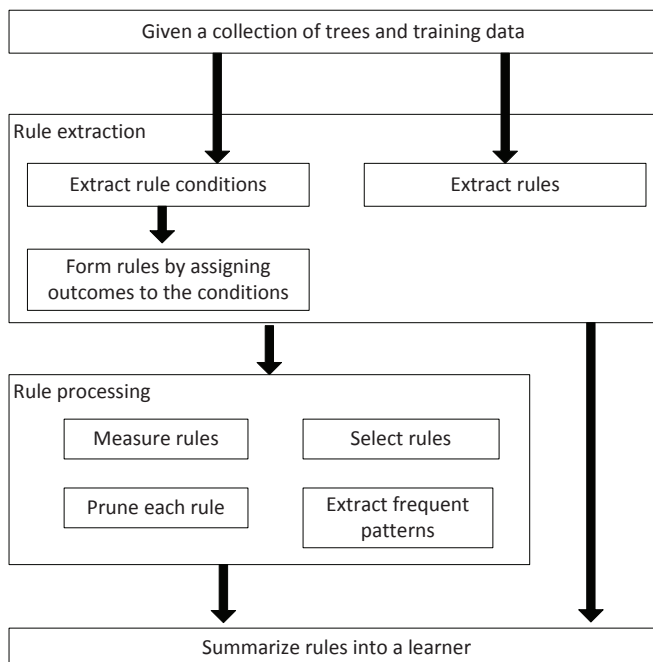 Given a collection of trees and training data
Rule extraction
Extract rule conditions
Extract rules
Form rules by assigning
outcomes to the conditions
Rule processing
Measure rules
Select rules
Prune each rule
Extract frequent
patterns
Summarize rules into a learner